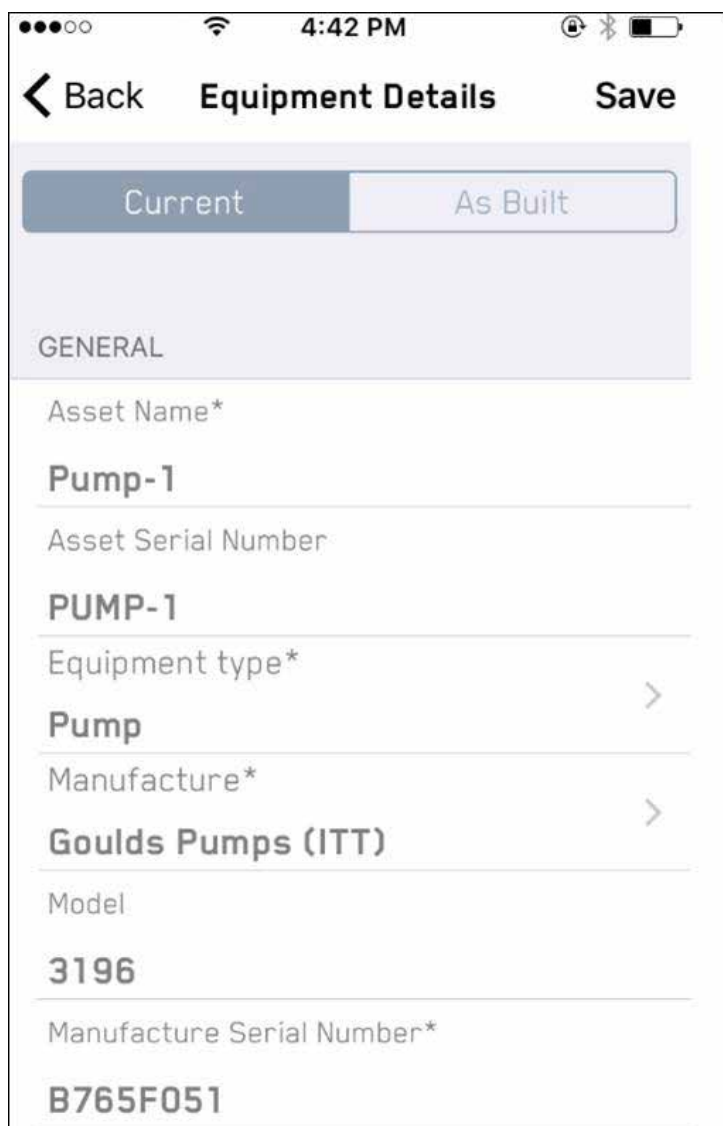 4:42 PM
Back Equipment Details Save
Current As Built
GENERAL
Asset Name*
Pump-1
Asset Serial Number
PUMP-1
Equipment type*
Pump
Manufacture*
Goulds Pumps (ITT)
Model
3196
Manufacture Serial Number*
B765F051